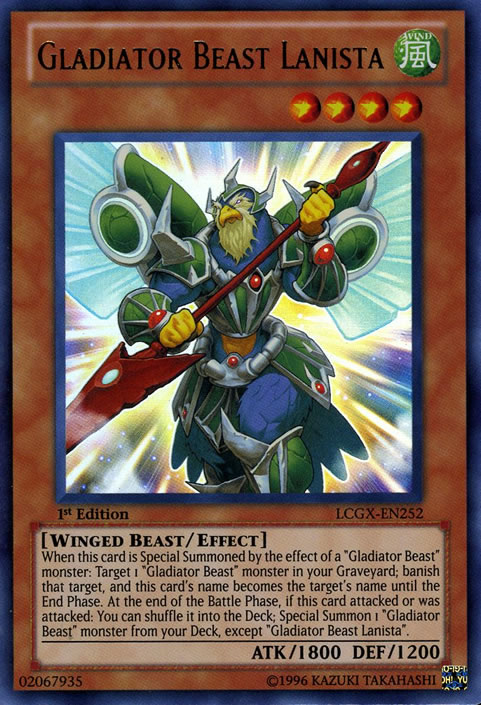 GLADIATOR BEAST LANISTA
WIND
風
1st Edition
LCGX-EN252
[WINGED BEAST/EFFECT]
When this card is Special Summoned by the effect of a "Gladiator Beast"
monster: Target 1 "Gladiator Beast" monster in your Graveyard; banish
that target, and this card's name becomes the target's name until the
End Phase. At the end of the Battle Phase, if this card attacked or was
attacked: You can shuffle it into the Deck; Special Summon 1 "Gladiator
Beast" monster from your Deck, except "Gladiator Beast Lanista".
ATK/1800 DEF/1200
02067935
©1996 KAZUKI TAKAHASHI